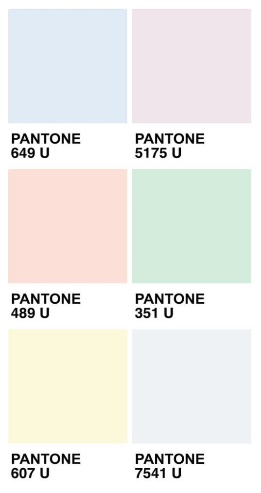 PANTONE
649 U
PANTONE
5175 U
PANTONE
489 U
PANTONE
351 U
PANTONE
607 U
PANTONE
7541 U